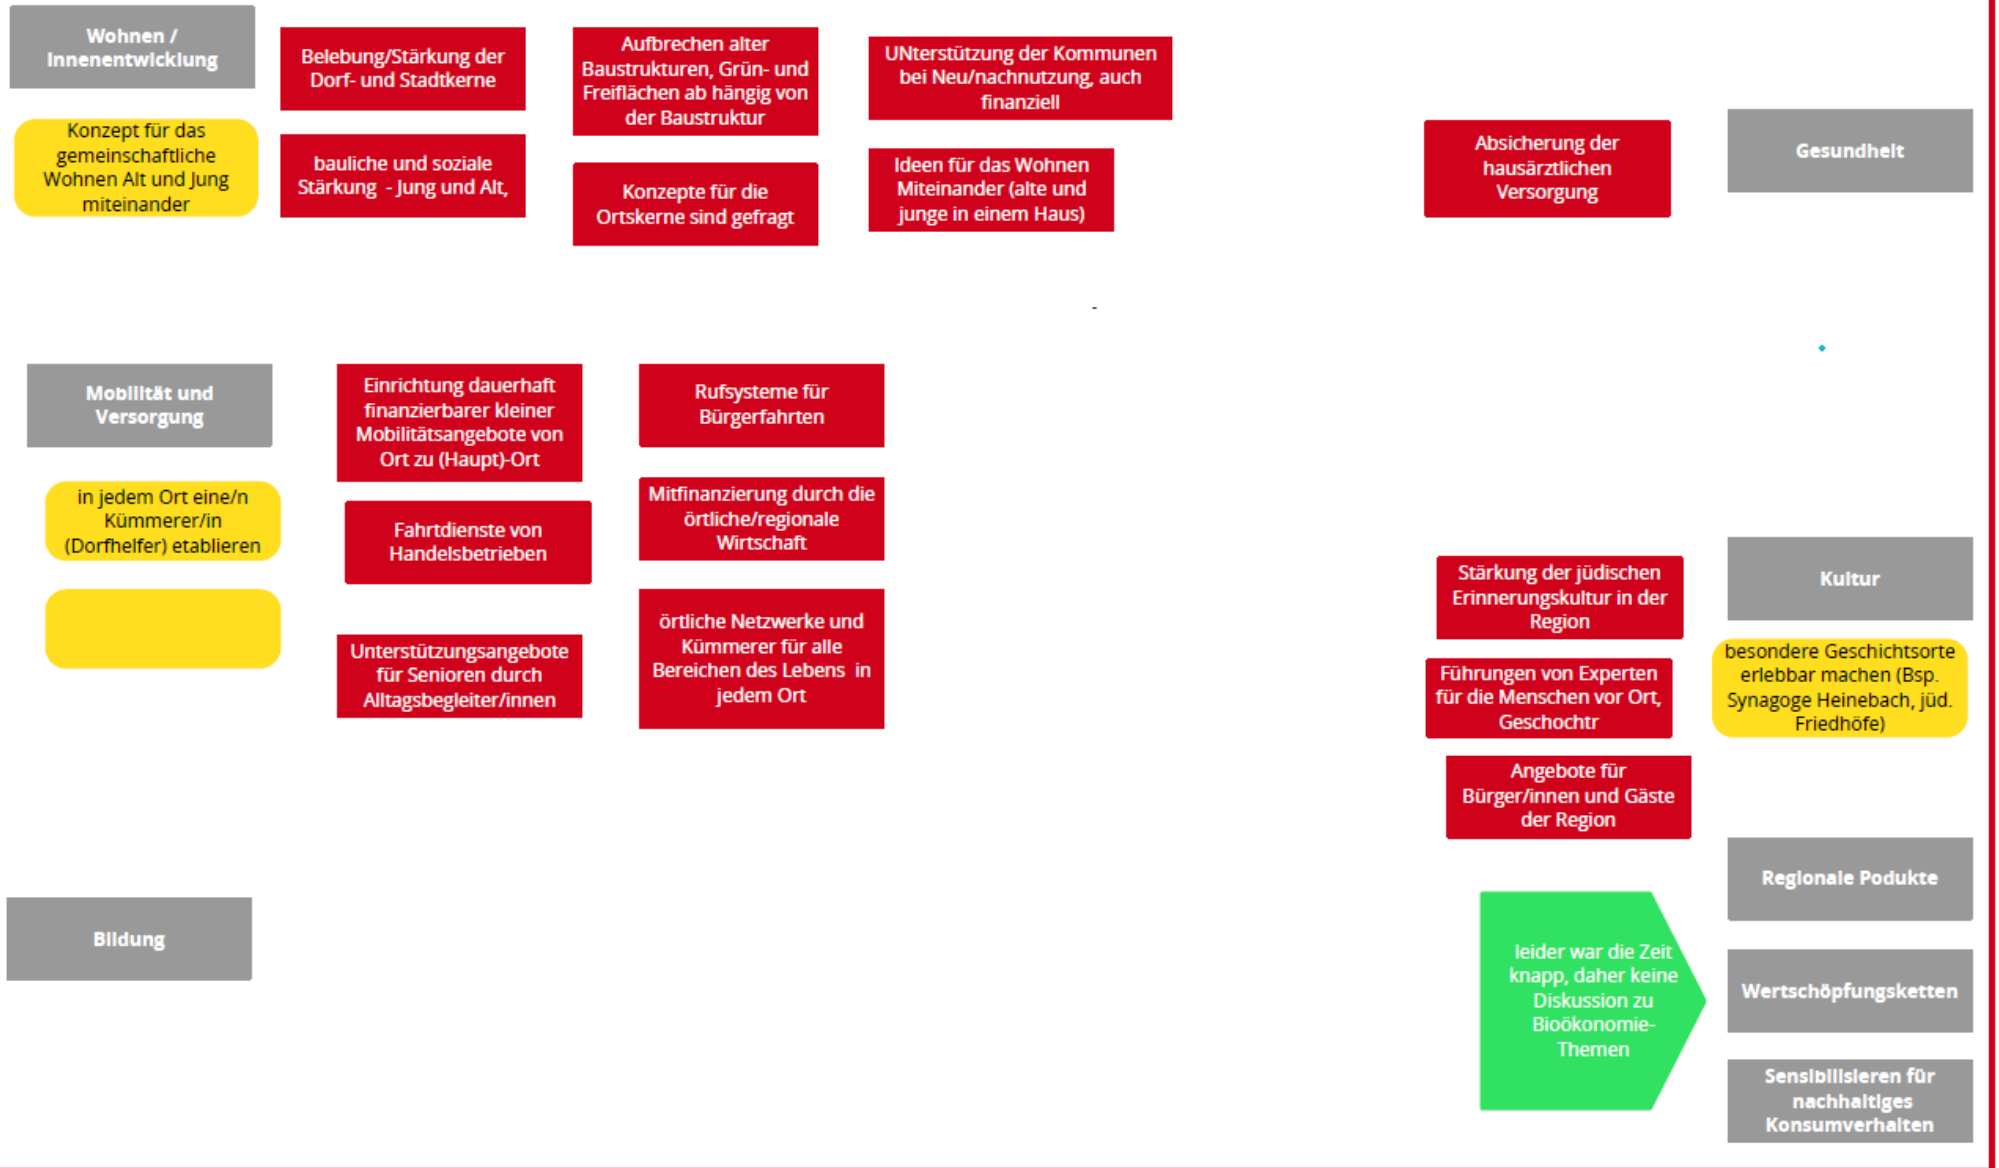 Wohnen /
Innenentwicklung
Konzept für das
gemeinschaftliche
Wohnen Alt und Jung
miteinander
Belebung/Stärkung der
Dorf- und Stadtkerne
bauliche und soziale
Stärkung - Jung und Alt,
Aufbrechen alter
Baustrukturen, Grün- und
Freiflächen ab hängig von
der Baustruktur
Konzepte für die
Ortskerne sind gefragt
UNterstützung der Kommunen
bei Neu/nachnutzung, auch
finanziell
Ideen für das Wohnen
Miteinander (alte und
junge in einem Haus)
Absicherung der
hausärztlichen
Versorgung
Gesundheit
-
Mobilität und
Versorgung
in jedem Ort eine/n
Kümmerer/in
(Dorfhelfer) etablieren
Einrichtung dauerhaft
finanzierbarer kleiner
Mobilitätsangebote von
Ort zu (Haupt)-Ort
Fahrtdienste von
Handelsbetrieben
Unterstützungsangebote
für Senioren durch
Alltagsbegleiter/innen
Rufsysteme für
Bürgerfahrten
Mitfinanzierung durch die
örtliche/regionale
Wirtschaft
örtliche Netzwerke und
Kümmerer für alle
Bereichen des Lebens in
jedem Ort
Stärkung der jüdischen
Erinnerungskultur in der
Region
Führungen von Experten
für die Menschen vor Ort,
Geschochtr
Angebote für
Bürger/innen und Gäste
der Region
Kultur
besondere Geschichtsorte
erlebbar machen (Bsp.
Synagoge Heinebach, jüd.
Friedhöfe)
Bildung
leider war die Zeit
knapp, daher keine
Diskussion zu
Bioökonomie-
Themen
Regionale Podukte
Wertschöpfungsketten
Sensibilisieren für
nachhaltiges
Konsumverhalten